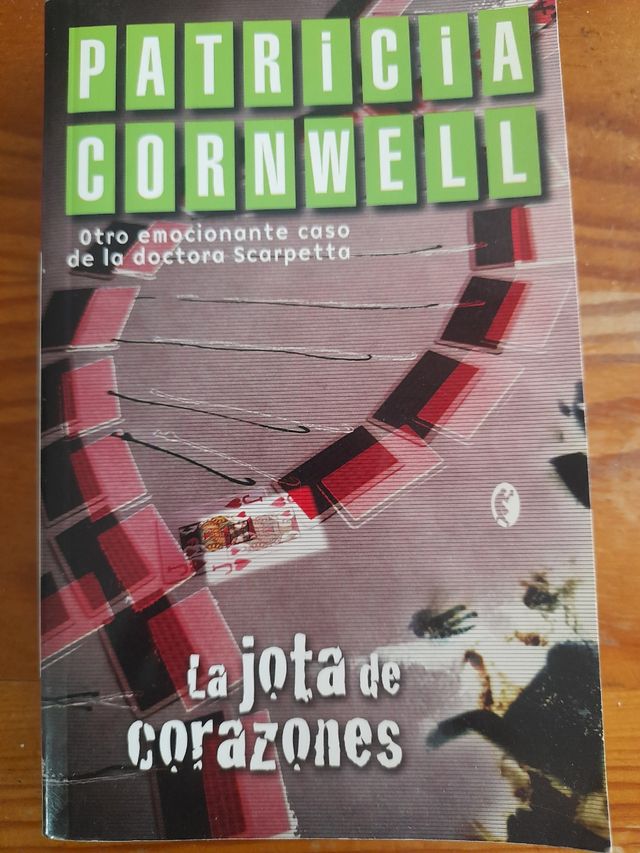 PATRiCiA
CORNWELL
Otro emocionante caso
de la doctora Scarpetta
J
J
La jota de
corazones